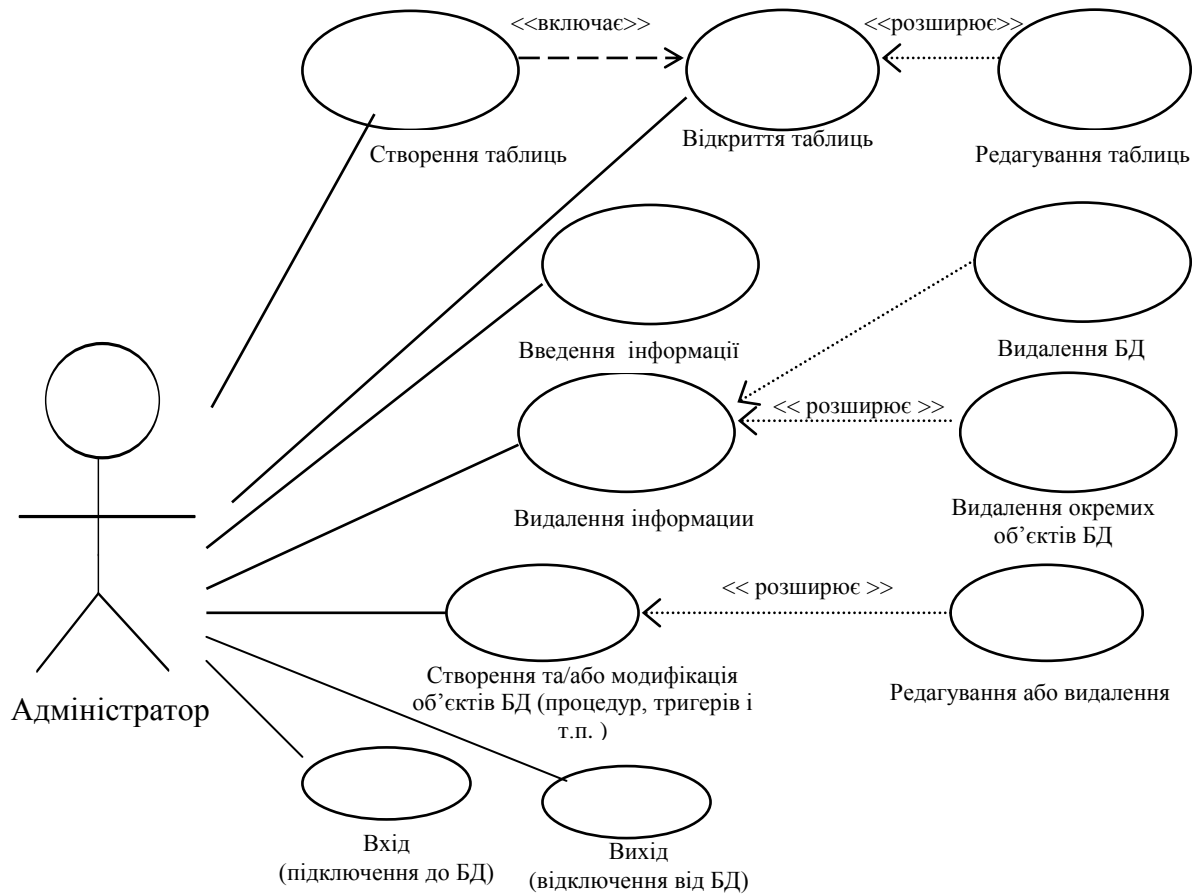 <<включає>>
<<розширює>>
Створення таблиць
Відкриття таблиць
Редагування таблиць
Введення інформації
Видалення БД
<< розширює >>
Видалення інформации
Видалення окремих
об’єктів БД
<< розширює >>
Створення та/або модифікація
об’єктів БД (процедур, тригерів і
т.п. )
Редагування або видалення
Адміністратор
Вхід
(підключення до БД)
Вихід
(відключення від БД)